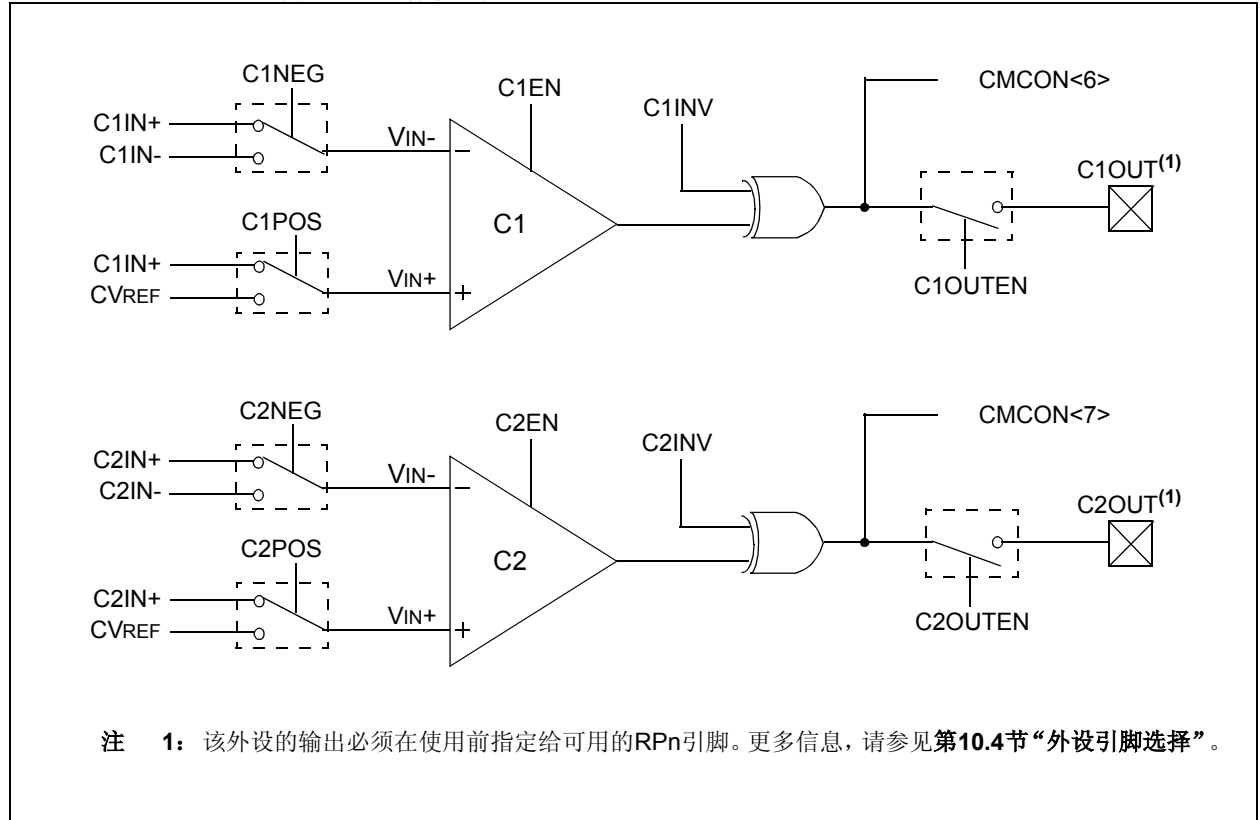 C1NEG
C1EN
C1INV
CMCON<6>
C1IN+
C1IN-
VIN-
–
C1OUT(1)
C1POS
C1
C1IN+
CVREF
VIN+
+
C1OUTEN
C2NEG
C2EN
C2INV
CMCON<7>
C2IN+
C2IN-
VIN-
–
C2OUT(1)
C2POS
C2
C2IN+
CVREF
VIN+
+
C2OUTEN
注 1：该外设的输出必须在使用前指定给可用的RPn引脚。更多信息，请参见第10.4节“外设引脚选择”。